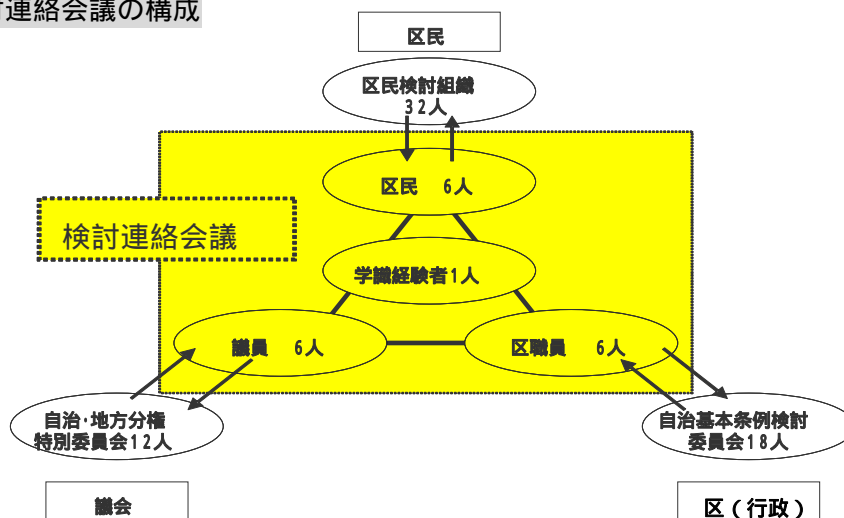 討連絡会議の構成
区民
区民検討組織
32人
区民 6人
検討連絡会議
学識経験者1人
議員 6人
区職員 6人
自治・地方分権
特別委員会12人
自治基本条例検討
委員会18人
議会
区（行政）